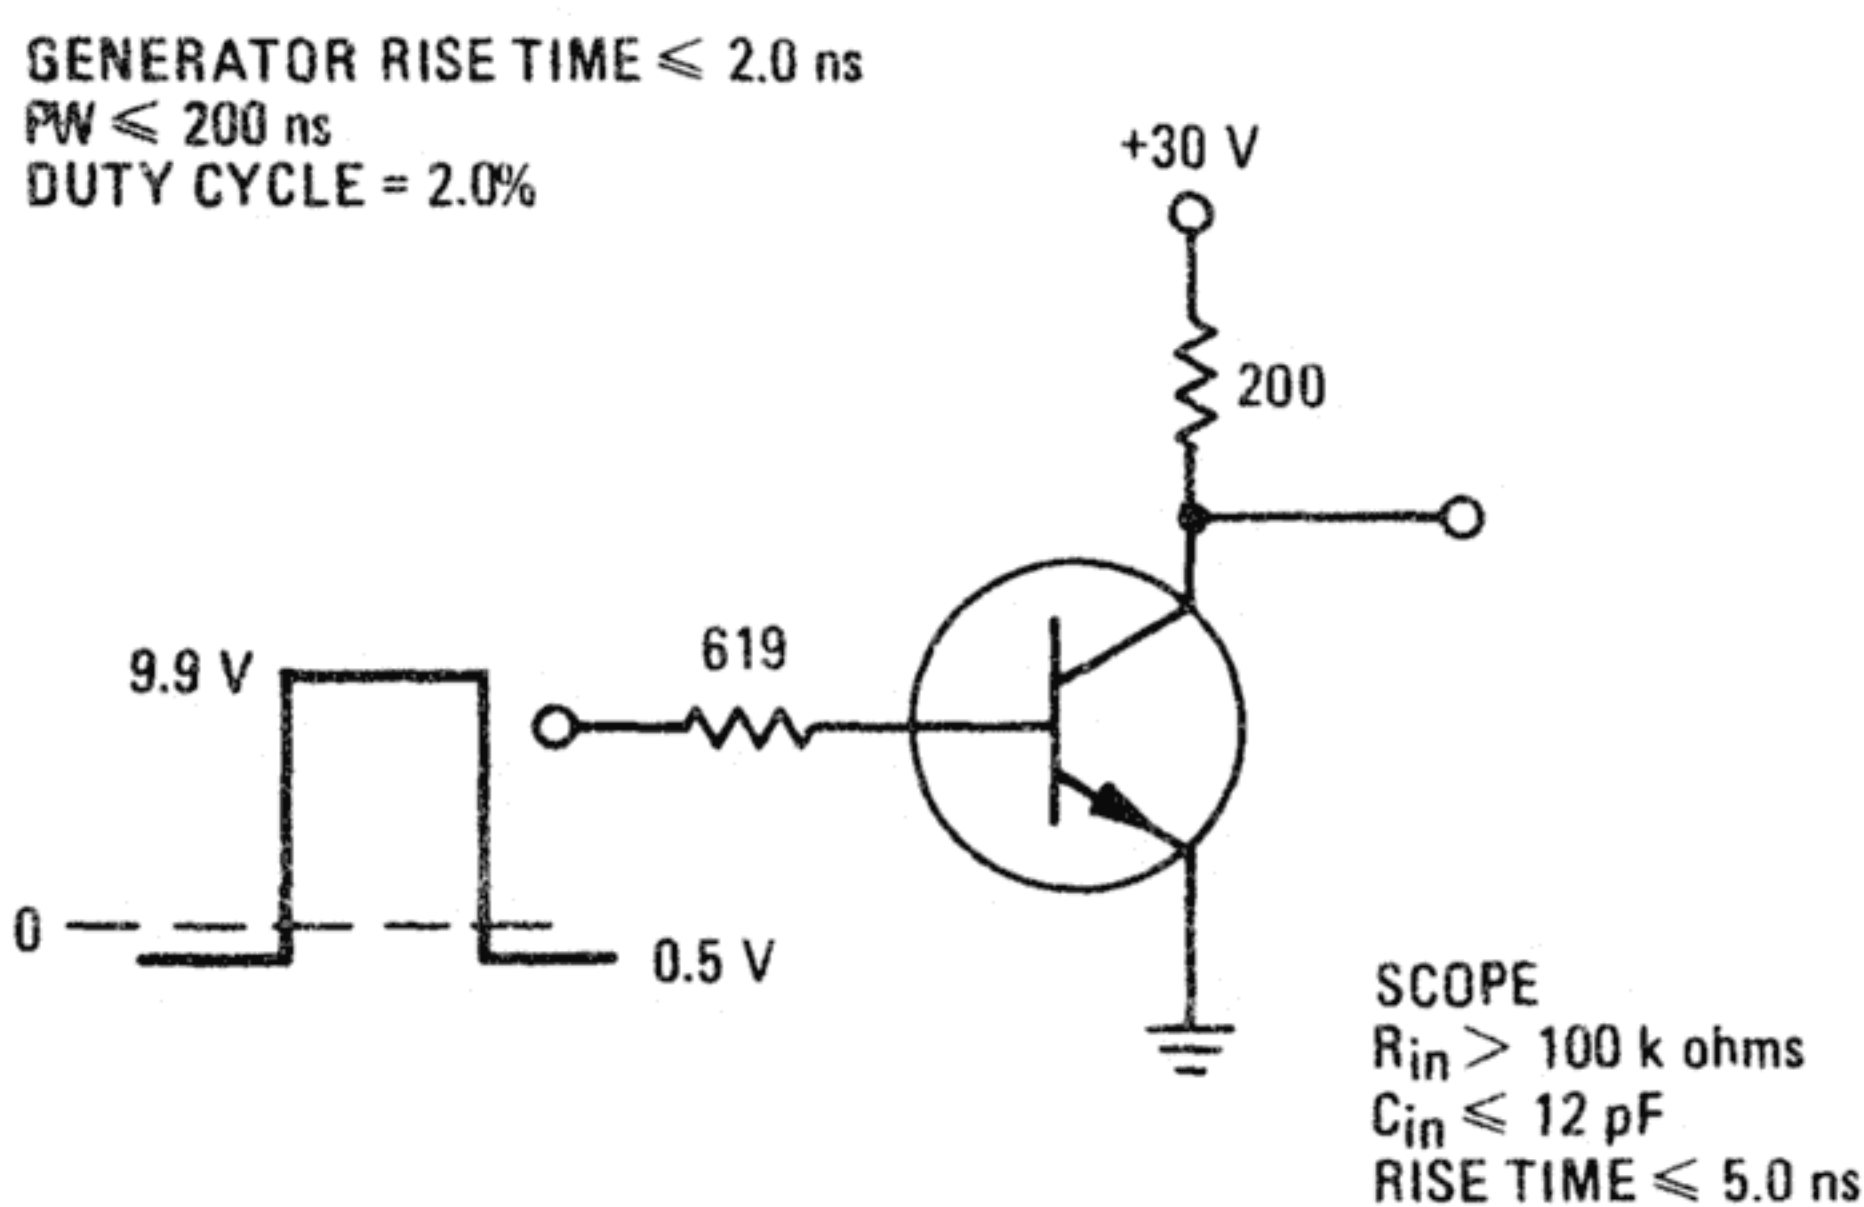 GENERATOR RISE TIME ⩽ 2.0 ns
PW ⩽ 200 ns
DUTY CYCLE = 2.0%
+30 V
200
619
9.9 V
0
0.5 V
SCOPE
Rin > 100 k ohms
Cin ⩽ 12 pF
RISE TIME ⩽ 5.0 ns